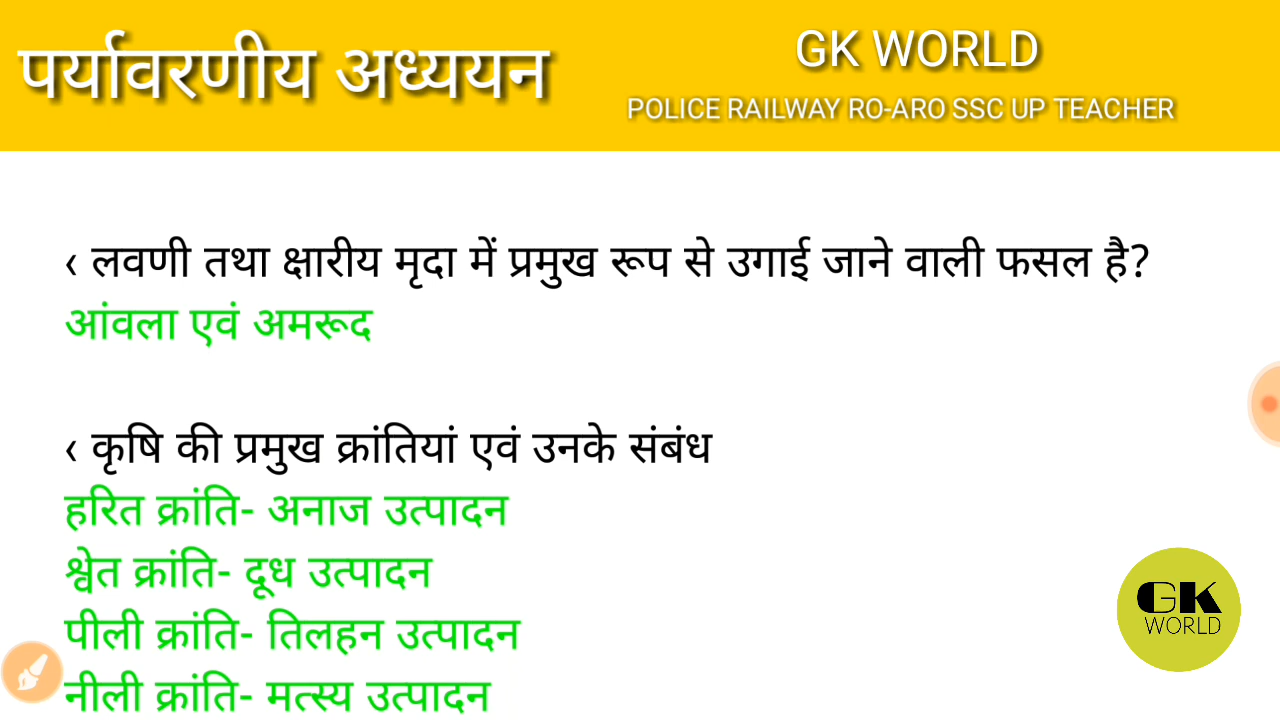 पर्यावरणीय अध्ययन
GK WORLD
POLICE RAILWAY RO-ARO SSC UP TEACHER
‹ लवणी तथा क्षारीय मृदा में प्रमुख रूप से उगाई जाने वाली फसल है?
आंवला एवं अमरूद
‹ कृषि की प्रमुख क्रांतियां एवं उनके संबंध
हरित क्रांति- अनाज उत्पादन
श्वेत क्रांति- दूध उत्पादन
पीली क्रांति- तिलहन उत्पादन
नीली क्रांति- मत्स्य उत्पादन
GK
WORLD